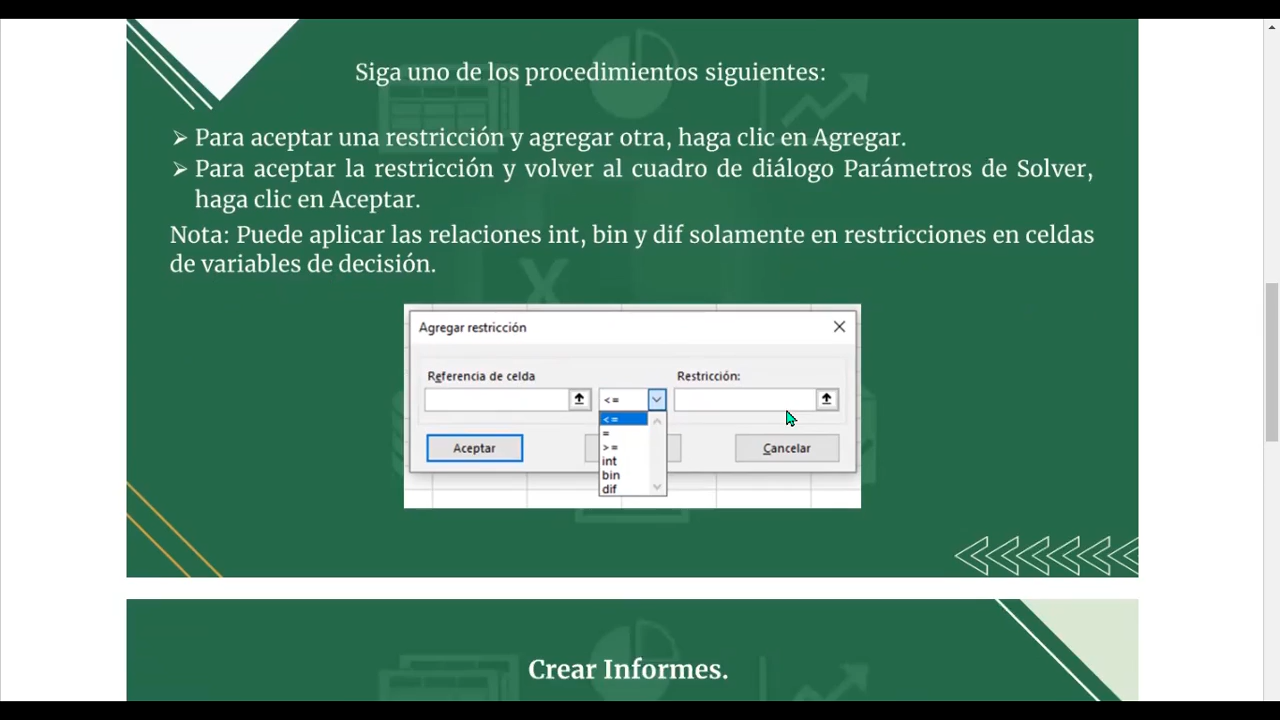 Siga uno de los procedimientos siguientes:
➢ Para aceptar una restricción y agregar otra, haga clic en Agregar.
➢ Para aceptar la restricción y volver al cuadro de diálogo Parámetros de Solver,
haga clic en Aceptar.
Nota: Puede aplicar las relaciones int, bin y dif solamente en restricciones en celdas
de variables de decisión.
Agregar restricción
Referencia de celda
Restricción:
<=
<=
=
>=
int
bin
dif
Aceptar
Cancelar
Crear Informes.